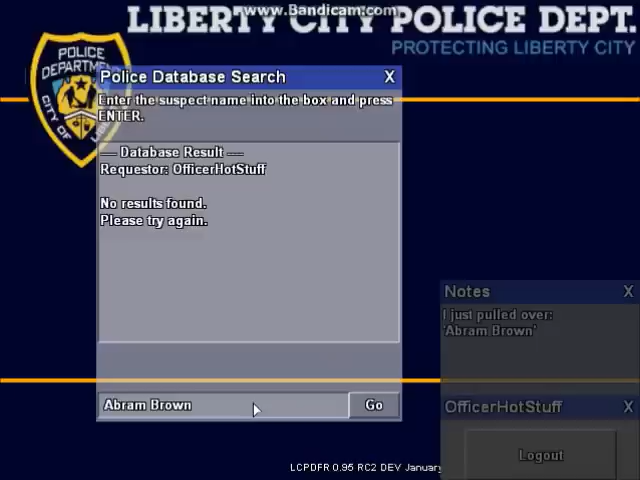 www.Bandicam.com
LIBERTY CITY POLICE DEPT.
PROTECTING LIBERTY CITY
POLICE
DEPARTM
CITY OF
Police Database Search X
Enter the suspect name into the box and press
ENTER.
---- Database Result ----
Requestor: OfficerHotStuff
No results found.
Please try again.
Notes X
I just pulled over:
'Abram Brown'
Abram Brown Go
OfficerHotStuff X
Logout
LCPDFR 0.95 RC2 DEV January